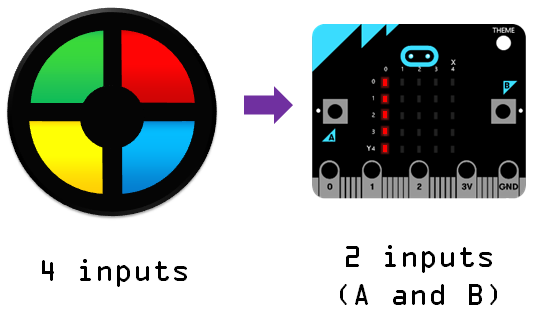 THEME
X
0 1 2 3 4
0
1
2
3
Y4
A
B
0 1 2 3V GND
4 inputs
2 inputs
(A and B)